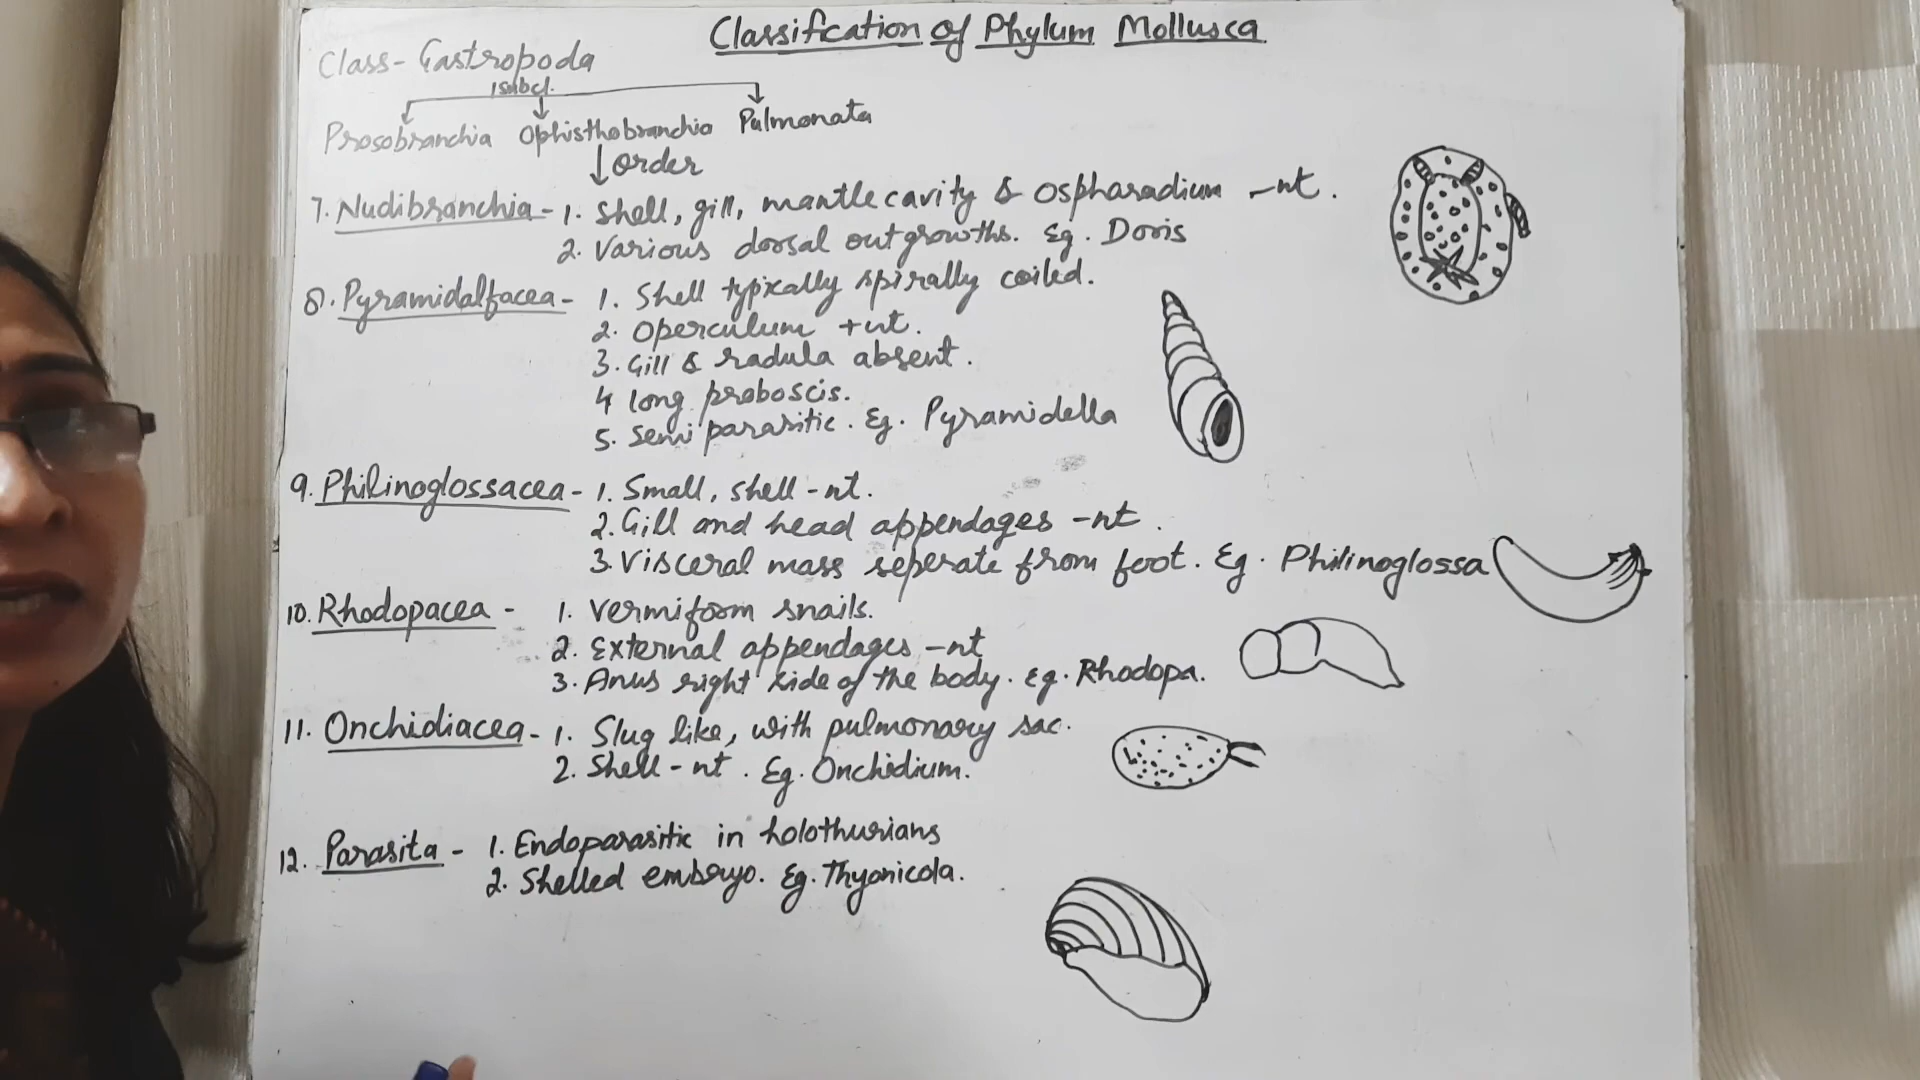 Classification of Phylum Mollusca
Class- Gastropoda
Subcl.
Prosobranchia Ophisthobranchia Pulmonata
Order
7. Nudibranchia - 1. Shell, gill, mantle cavity & Ospharadium -nt.
2. Various dorsal outgrowths. Eg. Doris
8. Pyramidalfacea - 1. Shell typically spirally coiled.
2. Operculum +nt.
3. Gill & radula absent.
4 long proboscis.
5. Semi parasitic. Eg. Pyramidella
9. Philinoglossacea - 1. Small, shell -nt.
2. Gill and head appendages -nt.
3. Visceral mass seperate from foot. Eg. Philinoglossa
10. Rhodopacea - 1. Vermiform snails.
2. External appendages -nt
3. Anus right side of the body. Eg. Rhodopa.
11. Onchidiacea - 1. Slug like, with pulmonary sac.
2. Shell -nt. Eg. Onchidium.
12. Parasita - 1. Endoparasitic in holothurians
2. Shelled embryo. Eg. Thyonicola.